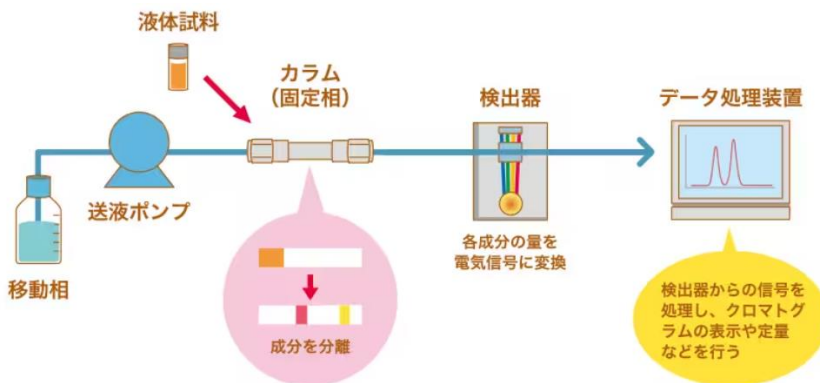 液体試料
カラム
(固定相)
検出器
データ処理装置
送液ポンプ
移動相
各成分の量を
電気信号に変換
成分を分離
検出器からの信号を
処理し、クロマトグ
ラムの表示や定量
などを行う